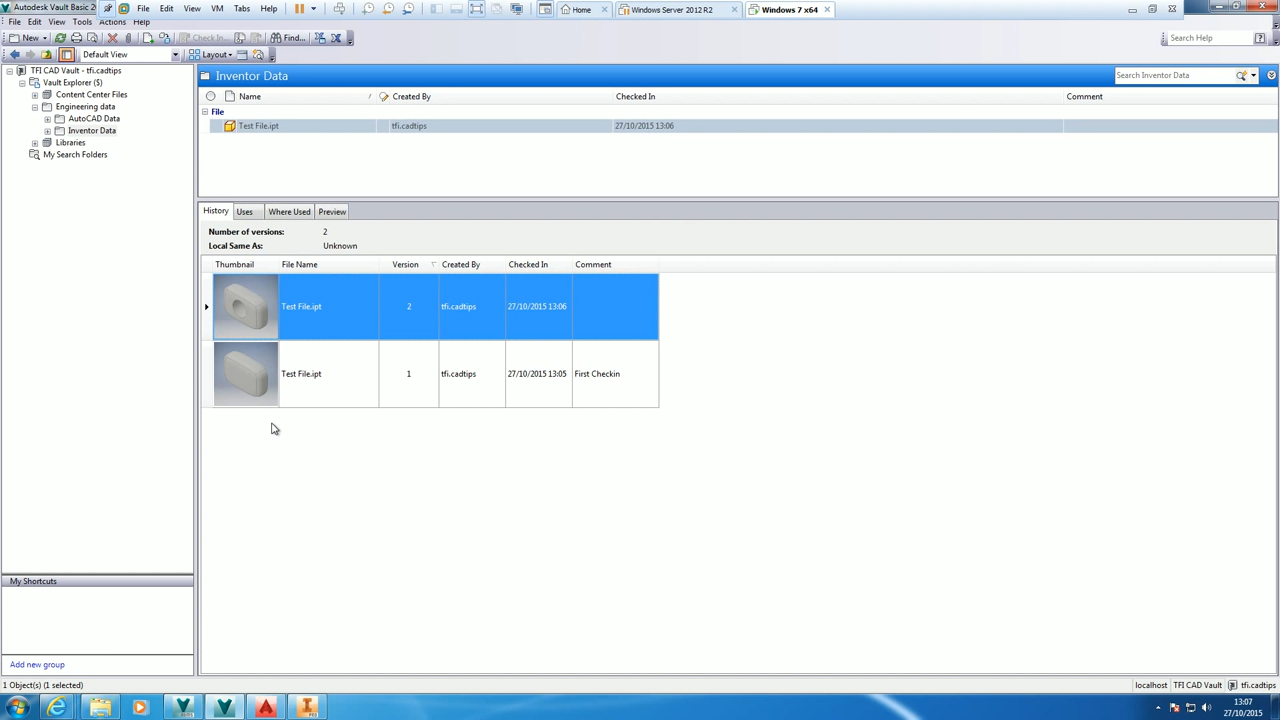 Autodesk Vault Basic 20
File Edit View VM Tabs Help
Home
Windows Server 2012 R2
Windows 7 x64
File Edit View Go Tools Actions Help
New
Check In...
Find...
Search Help
Default View
Layout
TFI CAD Vault - tfi.cadtips
Vault Explorer ($)
Content Center Files
Engineering data
AutoCAD Data
Inventor Data
Libraries
My Search Folders
Inventor Data
Search Inventor Data
Name Created By Checked In Comment
File
Test File.ipt tfi.cadtips 27/10/2015 13:06
History Uses Where Used Preview
Number of versions: 2
Local Same As: Unknown
Thumbnail File Name Version Created By Checked In Comment
Test File.ipt 2 tfi.cadtips 27/10/2015 13:06
Test File.ipt 1 tfi.cadtips 27/10/2015 13:05 First Checkin
My Shortcuts
Add new group
1 Object(s) (1 selected)
localhost TFI CAD Vault tfi.cadtips
13:07
27/10/2015